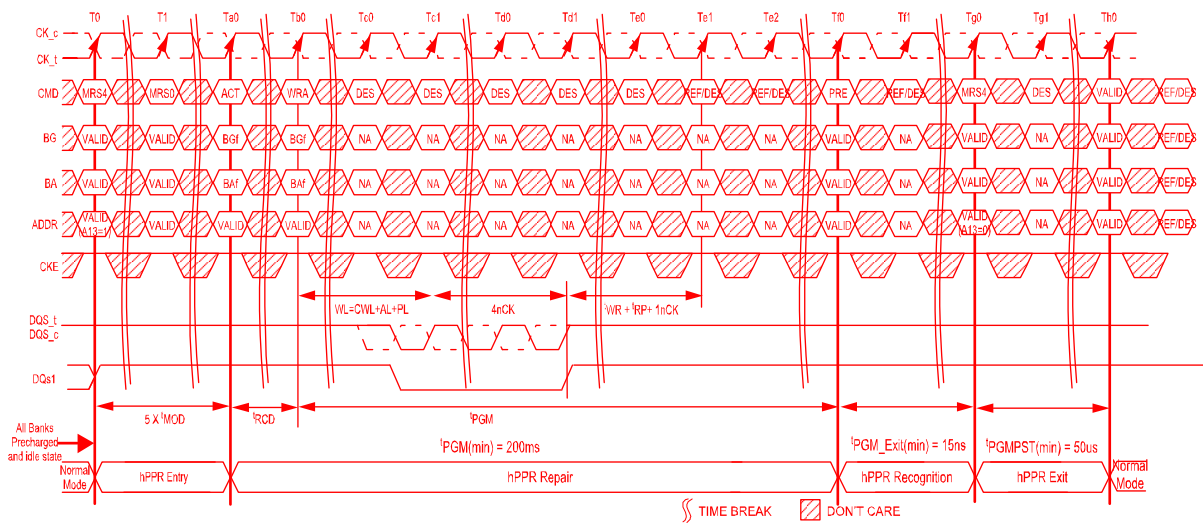 T0 T1 Ta0 Tb0 Tc0 Tc1 Td0 Td1 Te0 Te1 Te2 Tf0 Tf1 Tg0 Tg1 Th0
CK_c
CK_t
CMD MRS4 MRS0 ACT WRA DES DES DES DES DES REF/DES REF/DES PRE REF/DES MRS4 DES VALID REF/DES
BG VALID VALID BGf BGf NA NA NA NA NA NA NA VALID NA VALID NA VALID REF/DES
BA VALID VALID BAf BAf NA NA NA NA NA NA NA VALID NA VALID NA VALID REF/DES
ADDR VALID (A13=1) VALID VALID VALID NA NA NA NA NA NA NA VALID NA VALID (A13=0) NA VALID REF/DES
CKE
WL=CWL+AL+PL 4nCK tWR + tRP+ 1nCK
DQS_t
DQS_c
DQs1
5 X tMOD tRCD tPGM
All Banks
Precharged
and idle state
tPGM(min) = 200ms tPGM_Exit(min) = 15ns tPGMPST(min) = 50us
Normal
Mode
hPPR Entry hPPR Repair hPPR Recognition hPPR Exit
Normal
Mode
TIME BREAK DON'T CARE